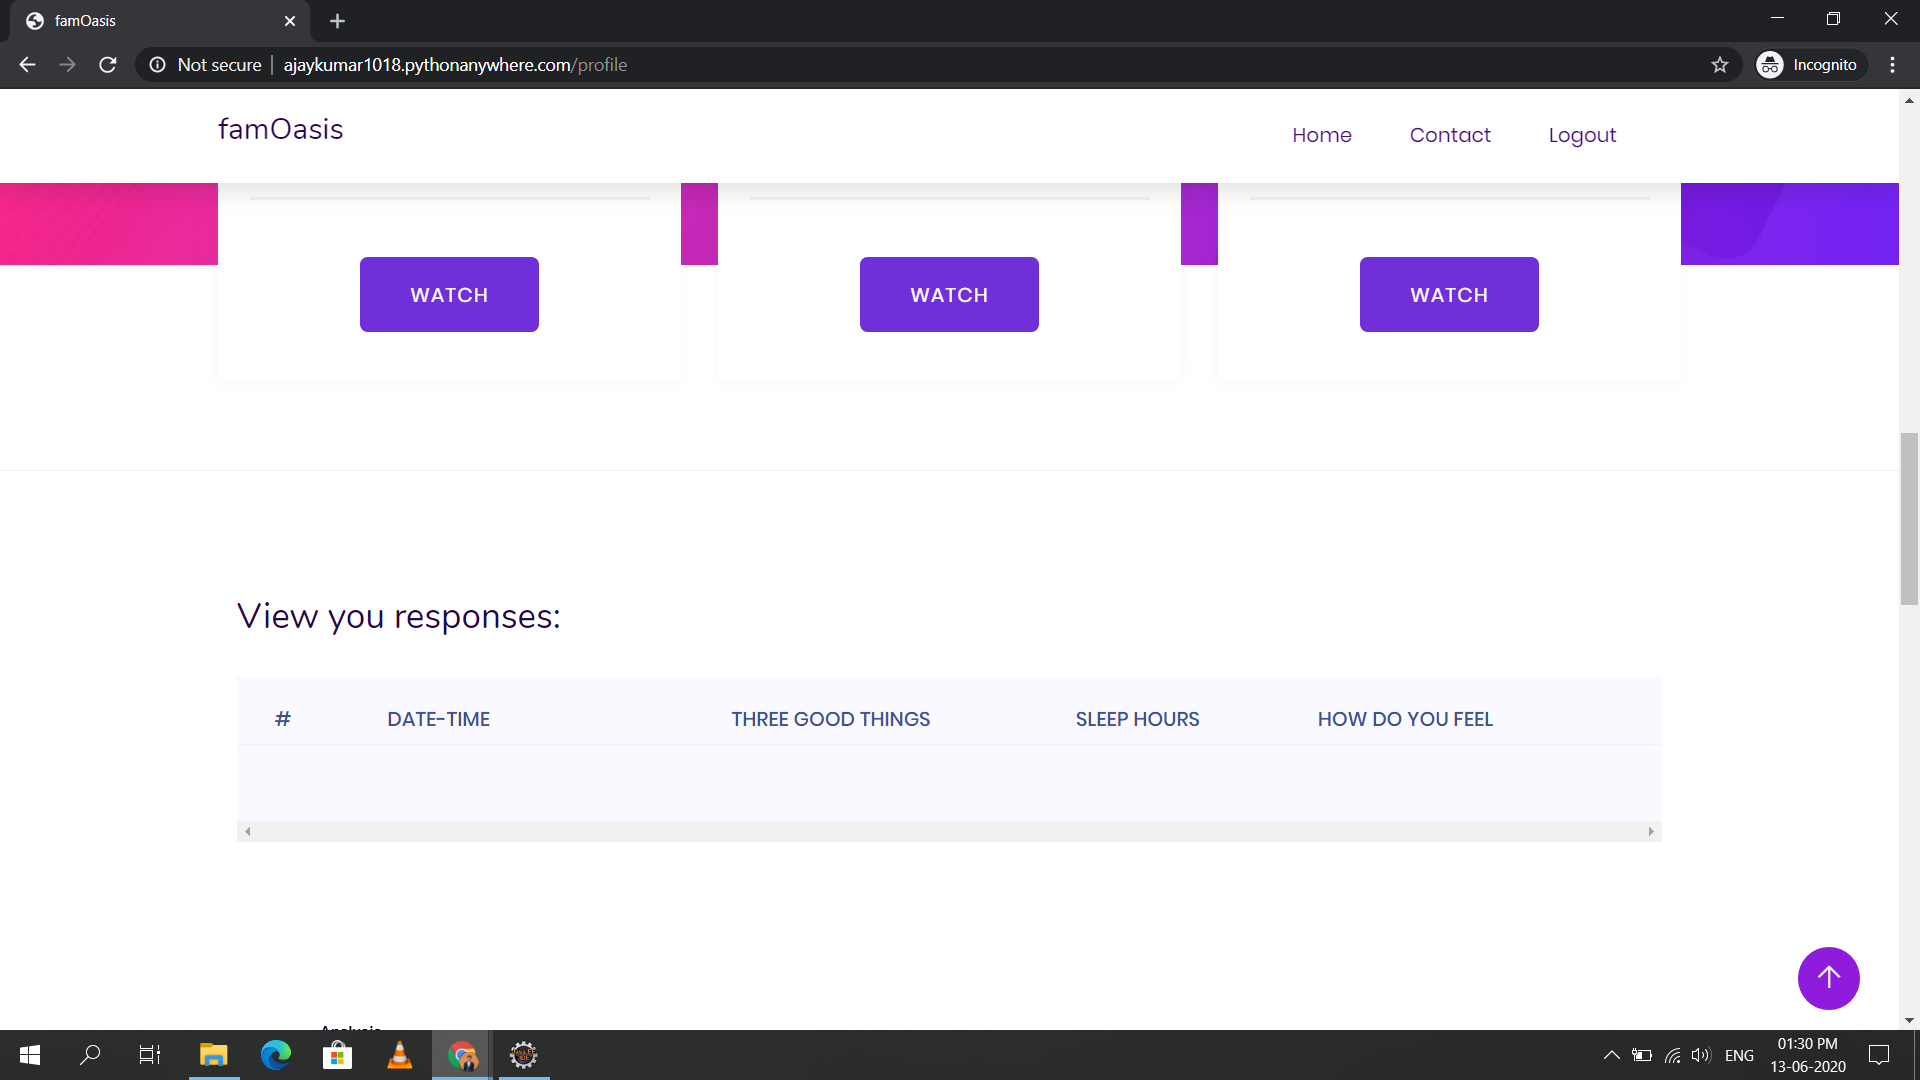 famOasis
Not secure
ajaykumar1018.pythonanywhere.com/profile
Incognito
famOasis
Home
Contact
Logout
WATCH
WATCH
WATCH
View you responses:
# DATE-TIME THREE GOOD THINGS SLEEP HOURS HOW DO YOU FEEL
Analysis
ENG
01:30 PM
13-06-2020